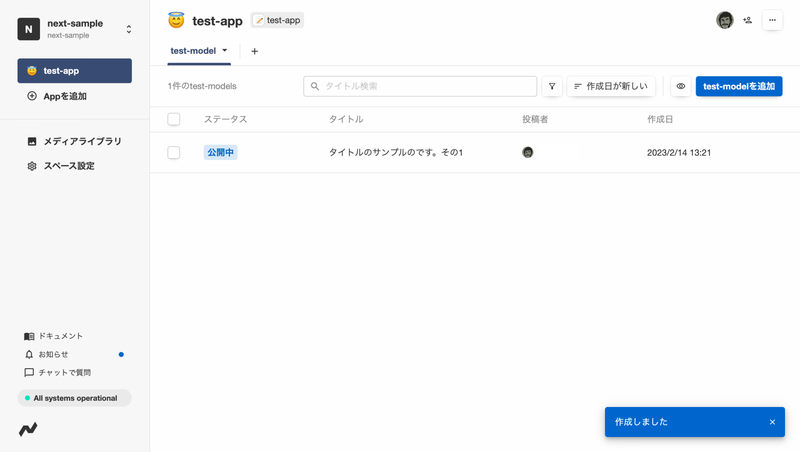 N
next-sample
next-sample
test-app
Appを追加
メディアライブラリ
スペース設定
ドキュメント
お知らせ
チャットで質問
All systems operational
test-app
test-app
test-model
1件のtest-models
タイトル検索
作成日が新しい
test-modelを追加
ステータス
タイトル
投稿者
作成日
公開中
タイトルのサンプルのです。その1
2023/2/14 13:21
作成しました